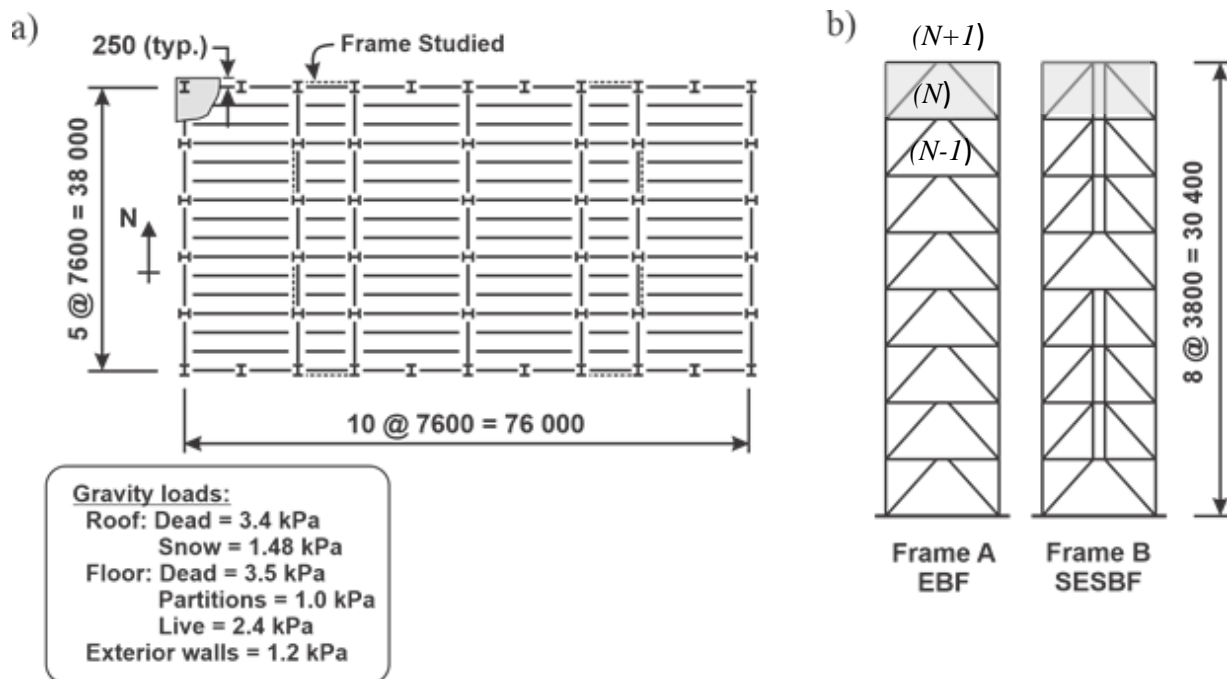 a)
250 (typ.)
Frame Studied
5 @ 7600 = 38 000
N
10 @ 7600 = 76 000
Gravity loads:
Roof: Dead = 3.4 kPa
Snow = 1.48 kPa
Floor: Dead = 3.5 kPa
Partitions = 1.0 kPa
Live = 2.4 kPa
Exterior walls = 1.2 kPa
b)
(N+1)
(N)
(N-1)
8 @ 3800 = 30 400
Frame A
EBF
Frame B
SESBF